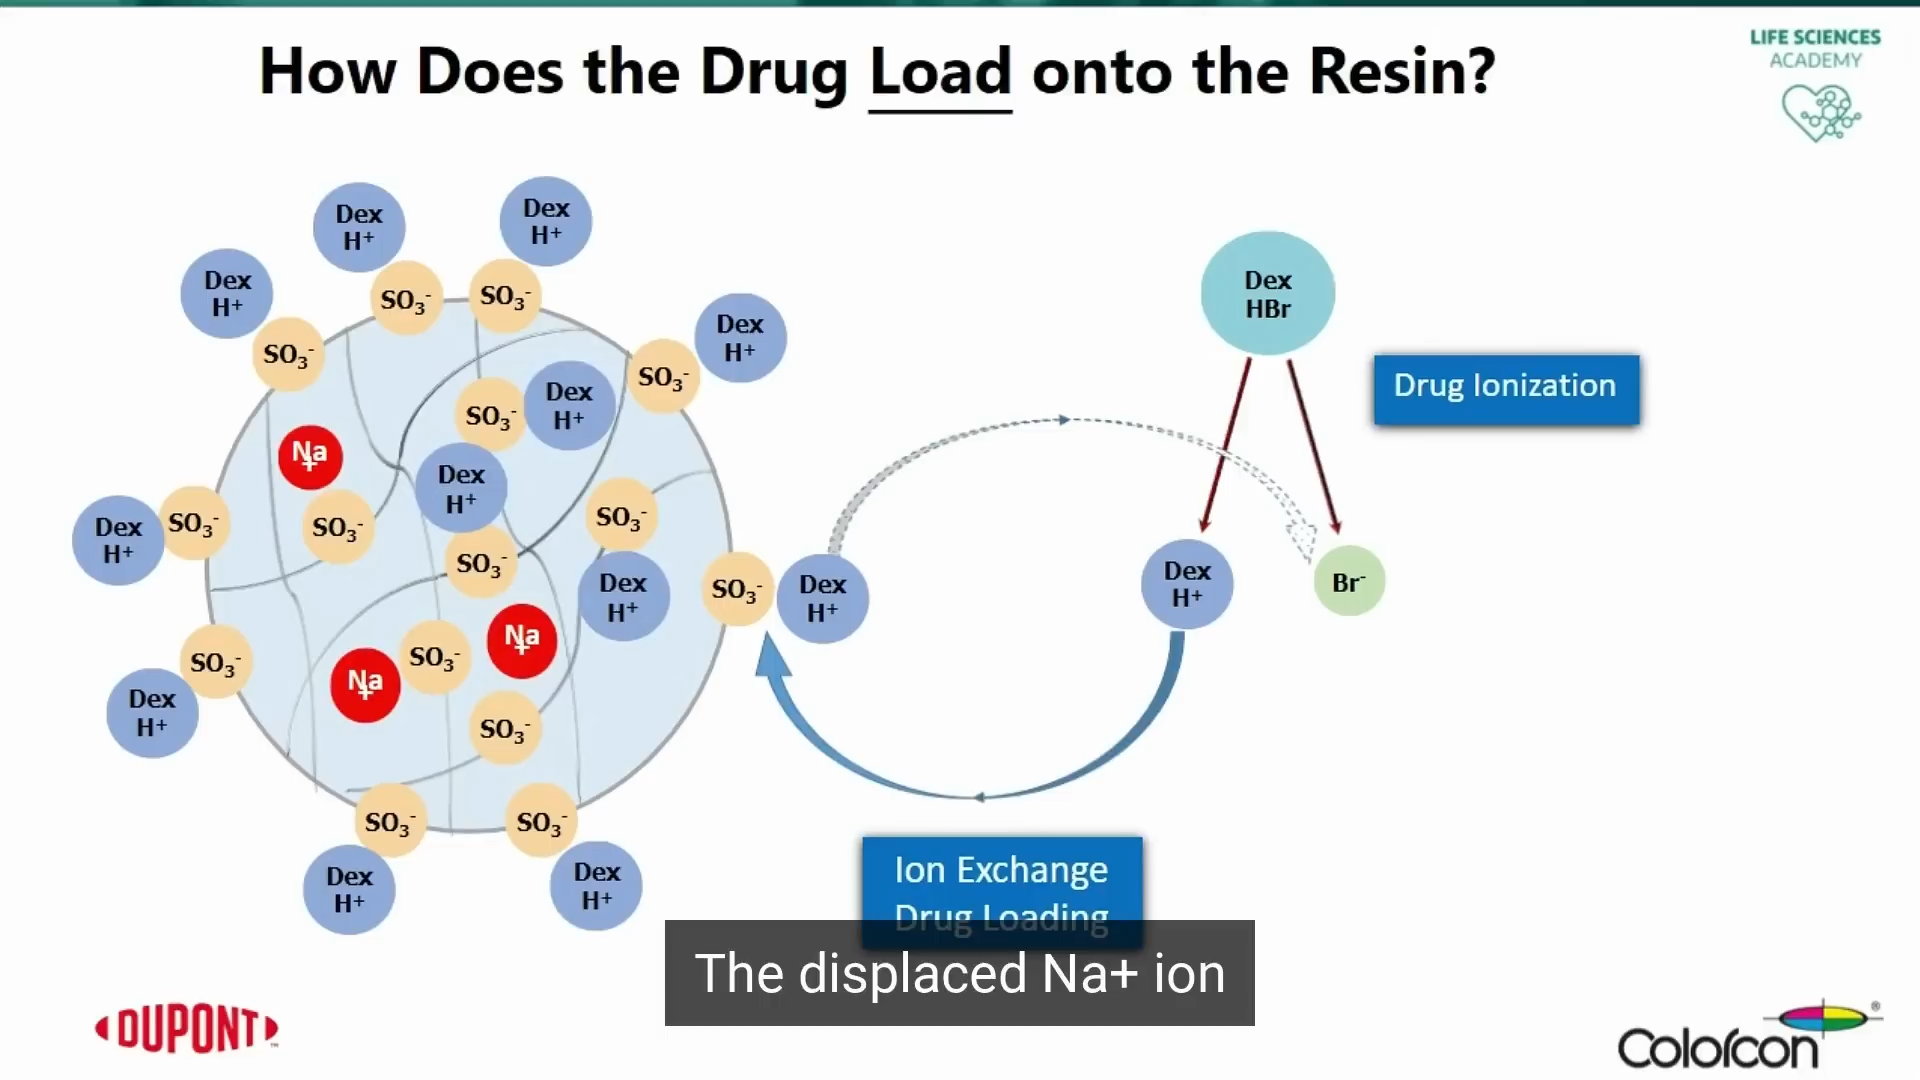 How Does the Drug Load onto the Resin?
LIFE SCIENCES
ACADEMY
Dex
H+
Dex
H+
Dex
H+
Dex
H+
SO3-
SO3-
SO3-
SO3-
Dex
HBr
Drug Ionization
SO3-
Dex
H+
Na
+
Dex
H+
SO3-
SO3-
SO3-
Dex
H+
SO3-
Dex
H+
SO3-
Dex
H+
Dex
H+
Br-
SO3-
Na
+
SO3-
Na
+
SO3-
Dex
H+
SO3-
SO3-
SO3-
Dex
H+
Dex
H+
Ion Exchange
Drug Loading
The displaced Na+ ion
DUPONT™
Colorcon®